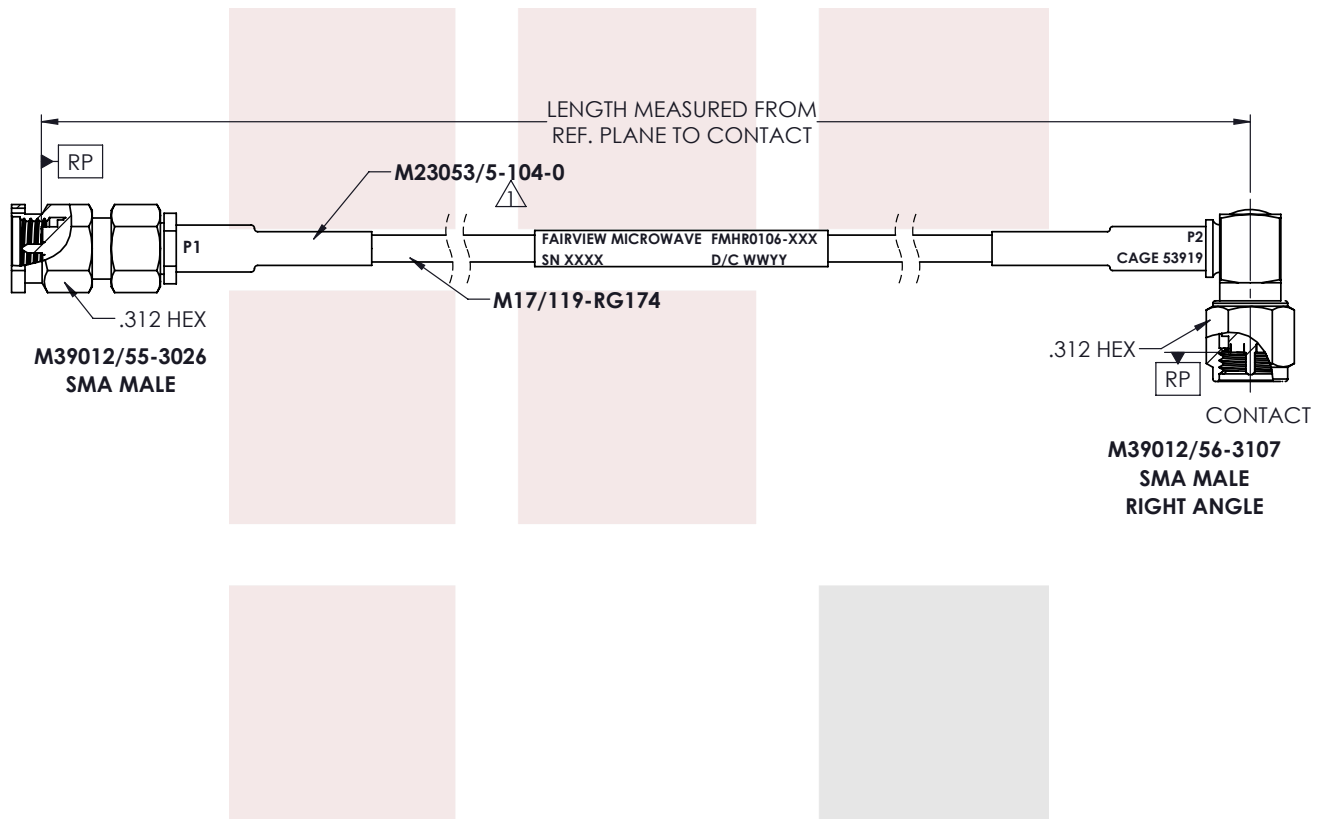 LENGTH MEASURED FROM
REF. PLANE TO CONTACT
RP
M23053/5-104-0
1
P1
FAIRVIEW MICROWAVE FMHR0106-XXX
SN XXXX D/C WWYY
P2
CAGE 53919
M17/119-RG174
.312 HEX
M39012/55-3026
SMA MALE
.312 HEX
RP
CONTACT
M39012/56-3107
SMA MALE
RIGHT ANGLE